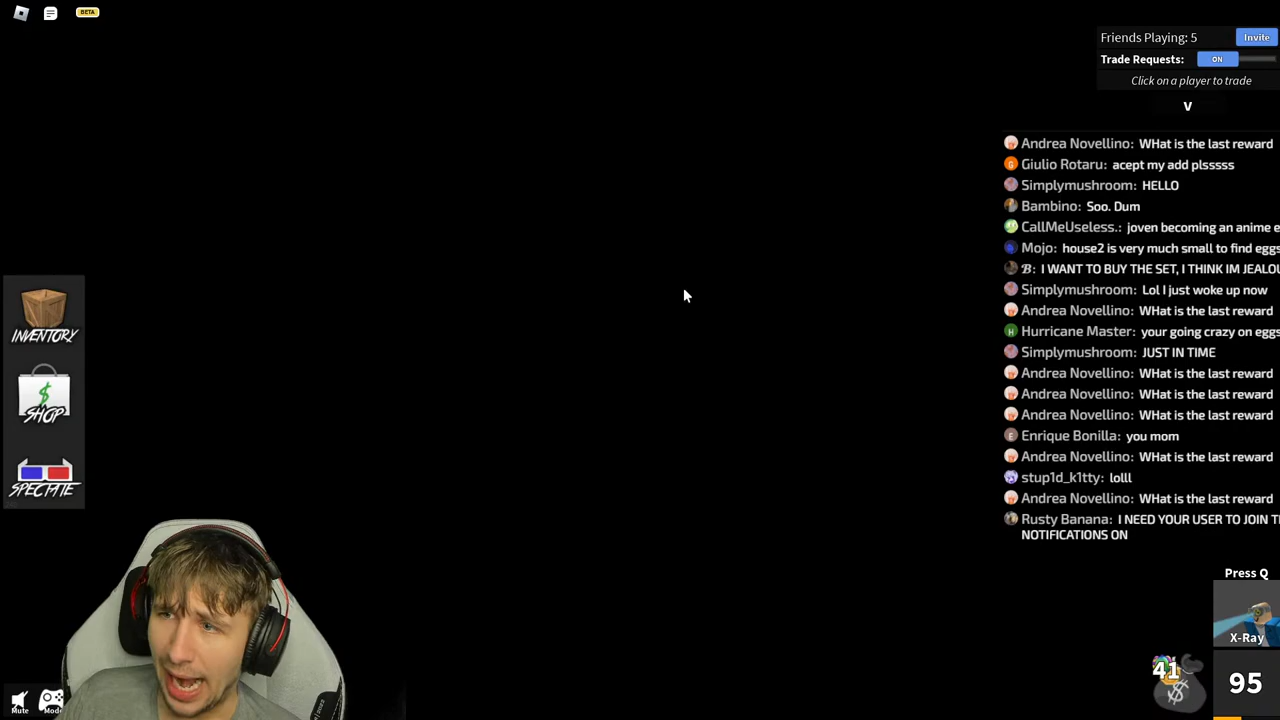 BETA
Friends Playing: 5
Invite
Trade Requests:
ON
Click on a player to trade
V
Andrea Novellino: WHat is the last reward
Giulio Rotaru: acept my add plsssss
Simplymushroom: HELLO
Bambino: Soo. Dum
CallMeUseless.: joven becoming an anime e
Mojo: house2 is very much small to find eggs
B: I WANT TO BUY THE SET, I THINK IM JEALOU
Simplymushroom: Lol I just woke up now
Andrea Novellino: WHat is the last reward
Hurricane Master: your going crazy on eggs
Simplymushroom: JUST IN TIME
Andrea Novellino: WHat is the last reward
Andrea Novellino: WHat is the last reward
Andrea Novellino: WHat is the last reward
Enrique Bonilla: you mom
Andrea Novellino: WHat is the last reward
stup1d_k1tty: lolll
Andrea Novellino: WHat is the last reward
Rusty Banana: I NEED YOUR USER TO JOIN T
NOTIFICATIONS ON
INVENTORY
$
SHOP
SPECTATE
Press Q
X-Ray
41
$
95
Mute
Mod